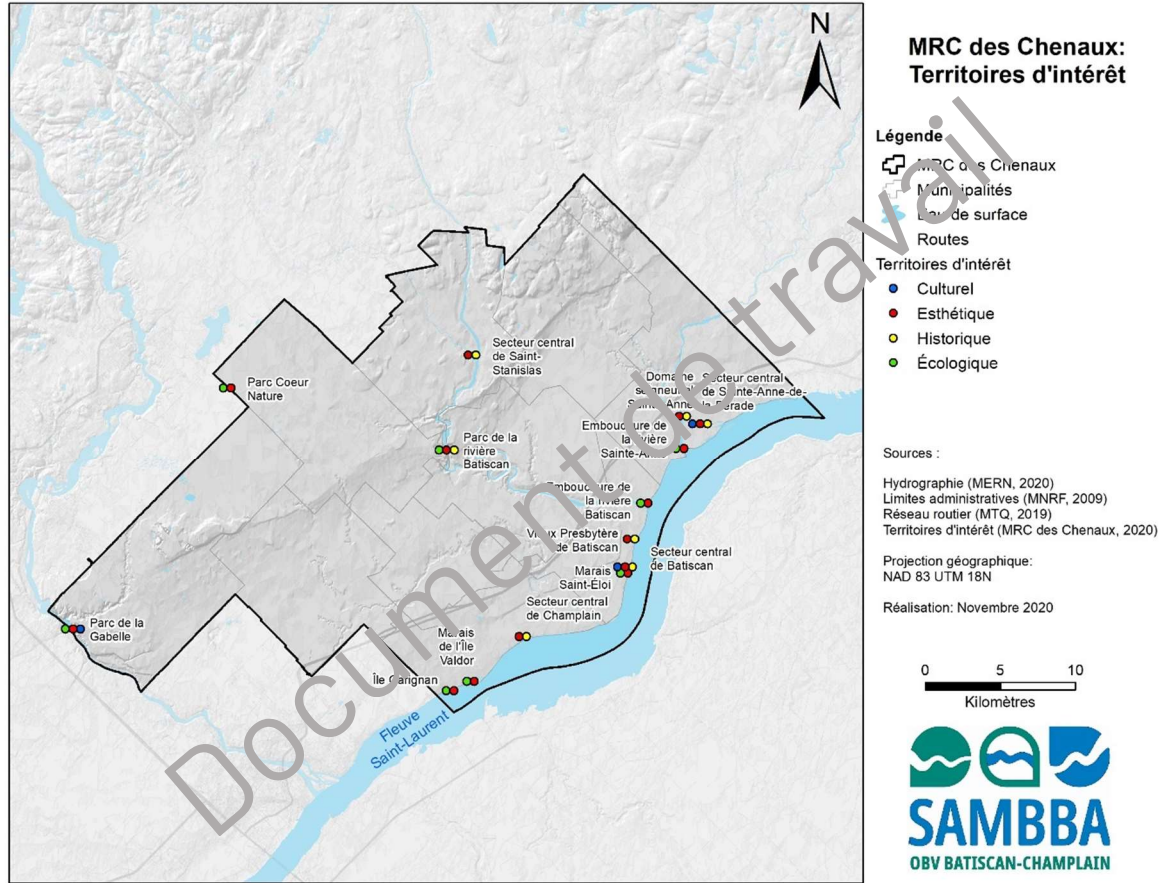 N
MRC des Chenaux:
Territoires d'intérêt
Légende
MRC des Chenaux
Municipalités
Eau de surface
Routes
Territoires d'intérêt
Culturel
Esthétique
Historique
Écologique
Sources :
Hydrographie (MERN, 2020)
Limites administratives (MNRF, 2009)
Réseau routier (MTQ, 2019)
Territoires d'intérêt (MRC des Chenaux, 2020)
Projection géographique:
NAD 83 UTM 18N
Réalisation: Novembre 2020
0 5 10
Kilomètres
SAMBBA
OBV BATISCAN-CHAMPLAIN
Secteur central
de Saint-
Stanislas
Parc Coeur
Nature
Domaine
seigneurial
Sainte-Anne
Secteur central
de Sainte-Anne-de-
la-Pérade
Embouchure de
la rivière
Sainte-Anne
Parc de la
rivière
Batiscan
Embouchure de
la rivière
Batiscan
Vieux Presbytère
de Batiscan
Secteur central
de Batiscan
Marais
Saint-Éloi
Secteur central
de Champlain
Parc de la
Gabelle
Marais
de l'Île
Valdor
Île Carignan
Fleuve
Saint-Laurent
Document de travail